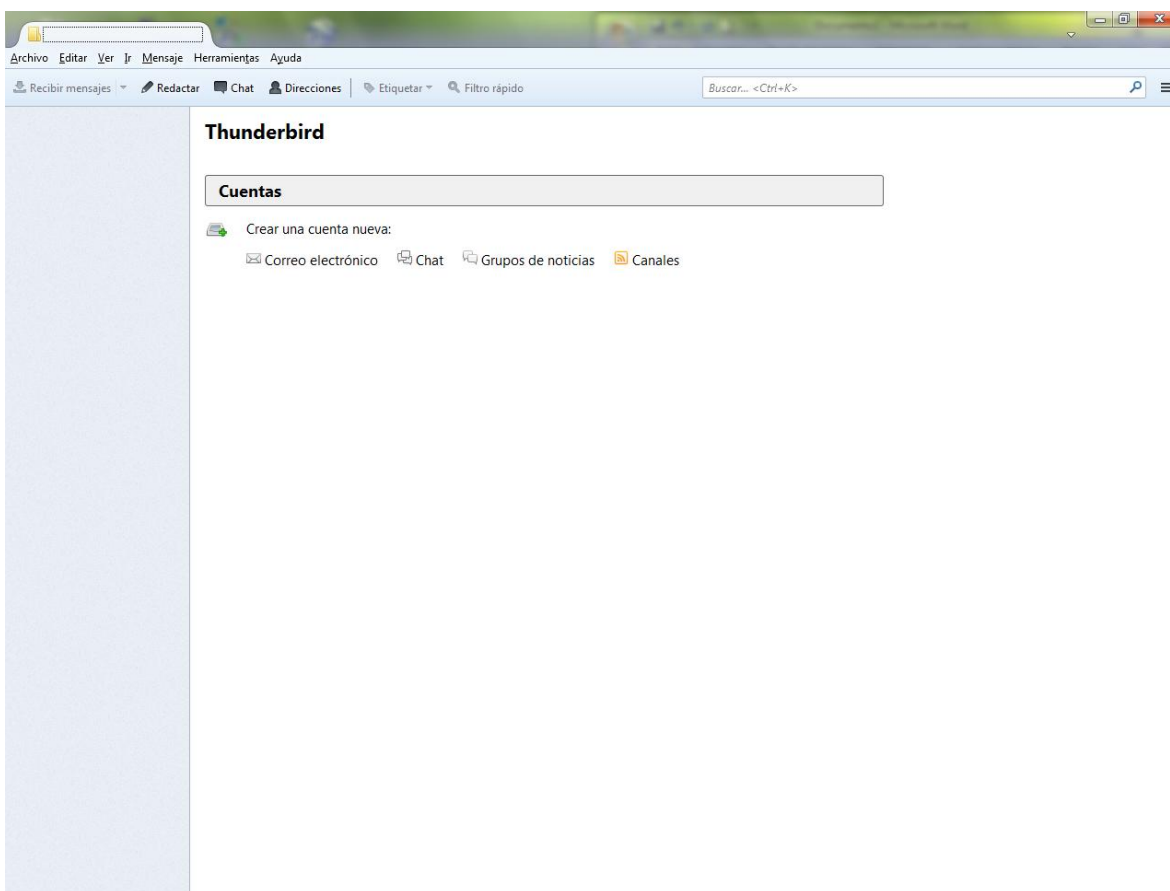 Archivo Editar Ver Ir Mensaje Herramientas Ayuda
Recibir mensajes Redactar Chat Direcciones Etiquetar Filtro rápido Buscar... <Ctrl+K>
Thunderbird
Cuentas
Crear una cuenta nueva:
Correo electrónico Chat Grupos de noticias Canales